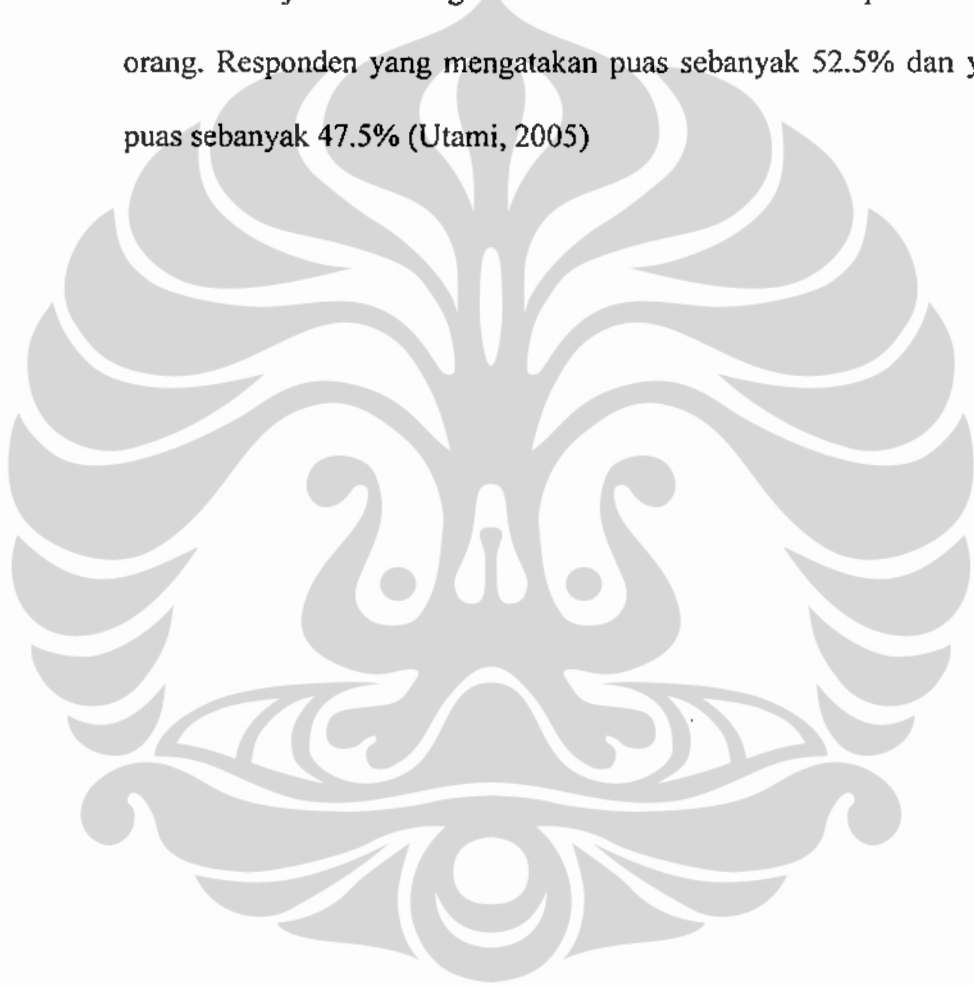 orang. Responden yang mengatakan puas sebanyak 52.5% dan
puas sebanyak 47.5% (Utami, 2005)